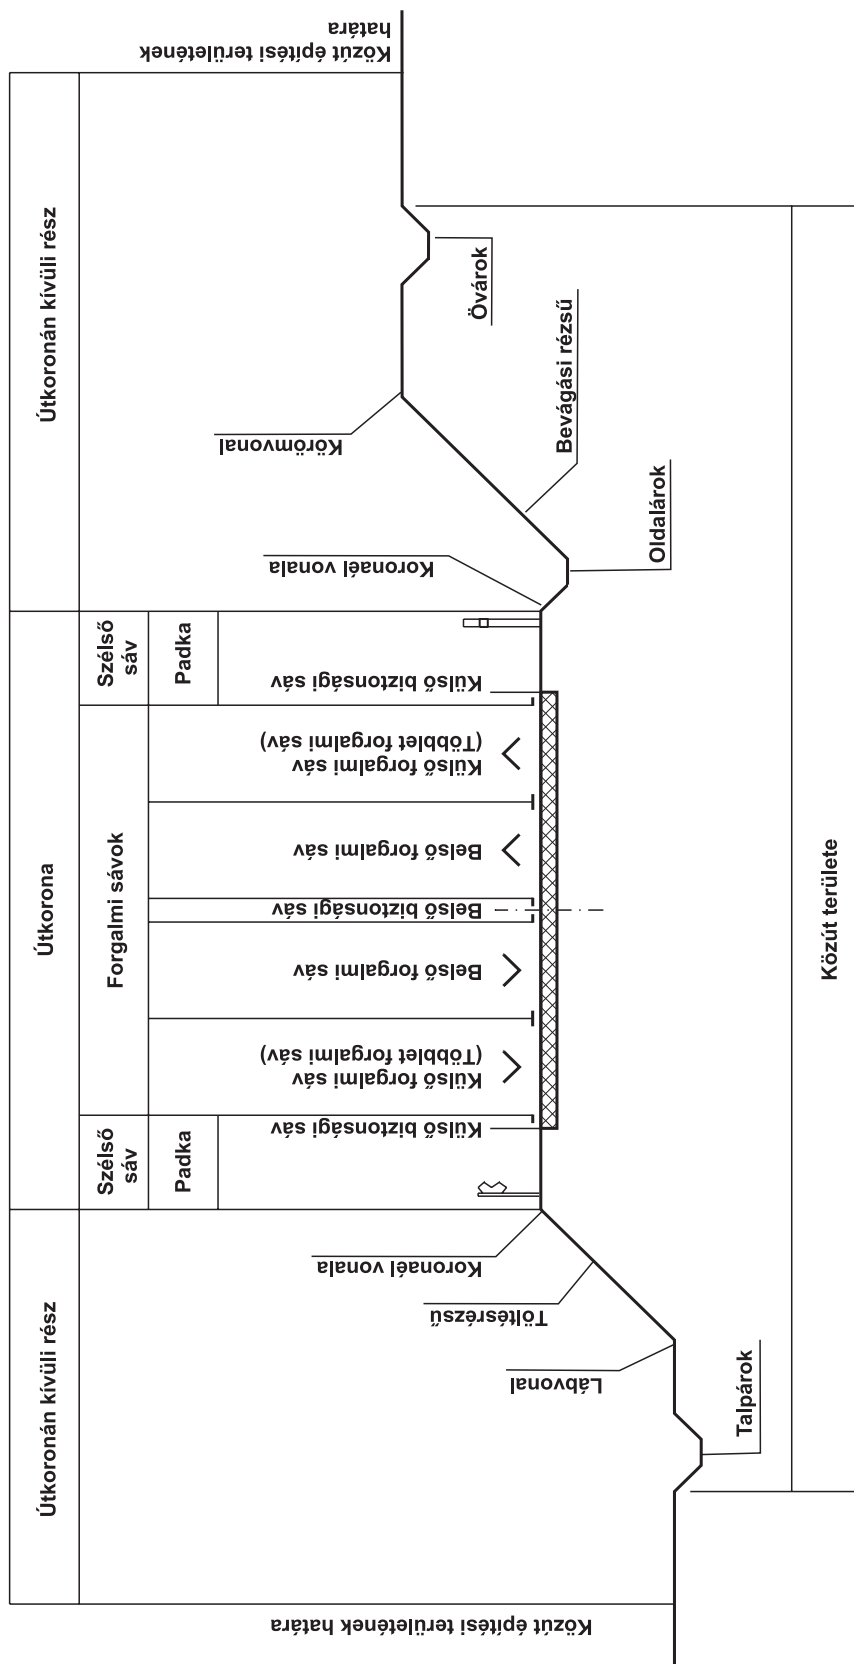 Útkoronán kívüli rész
Útkorona
Útkoronán kívüli rész
Szélső
sáv
Forgalmi sávok
Szélső
sáv
Padka
Padka
Közút építési területének határa
Külső biztonsági sáv
Külső forgalmi sáv
(Többlet forgalmi sáv)
Belső forgalmi sáv
Belső biztonsági sáv
Belső forgalmi sáv
Külső forgalmi sáv
(Többlet forgalmi sáv)
Külső biztonsági sáv
Közút építési területének
határa
Lábvonal
Töltésrézsű
Koronaél vonala
Koronaél vonala
Körömvonal
Talpárok
Oldalárok
Bevágási rézsű
Övárok
Közút területe